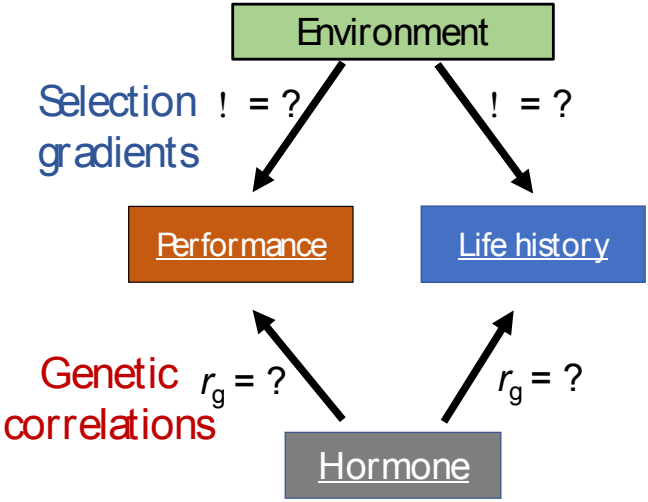 Environment
Selection ! = ? ! = ?
gradients
Performance Life history
Genetic rg = ? rg = ?
correlations
Hormone